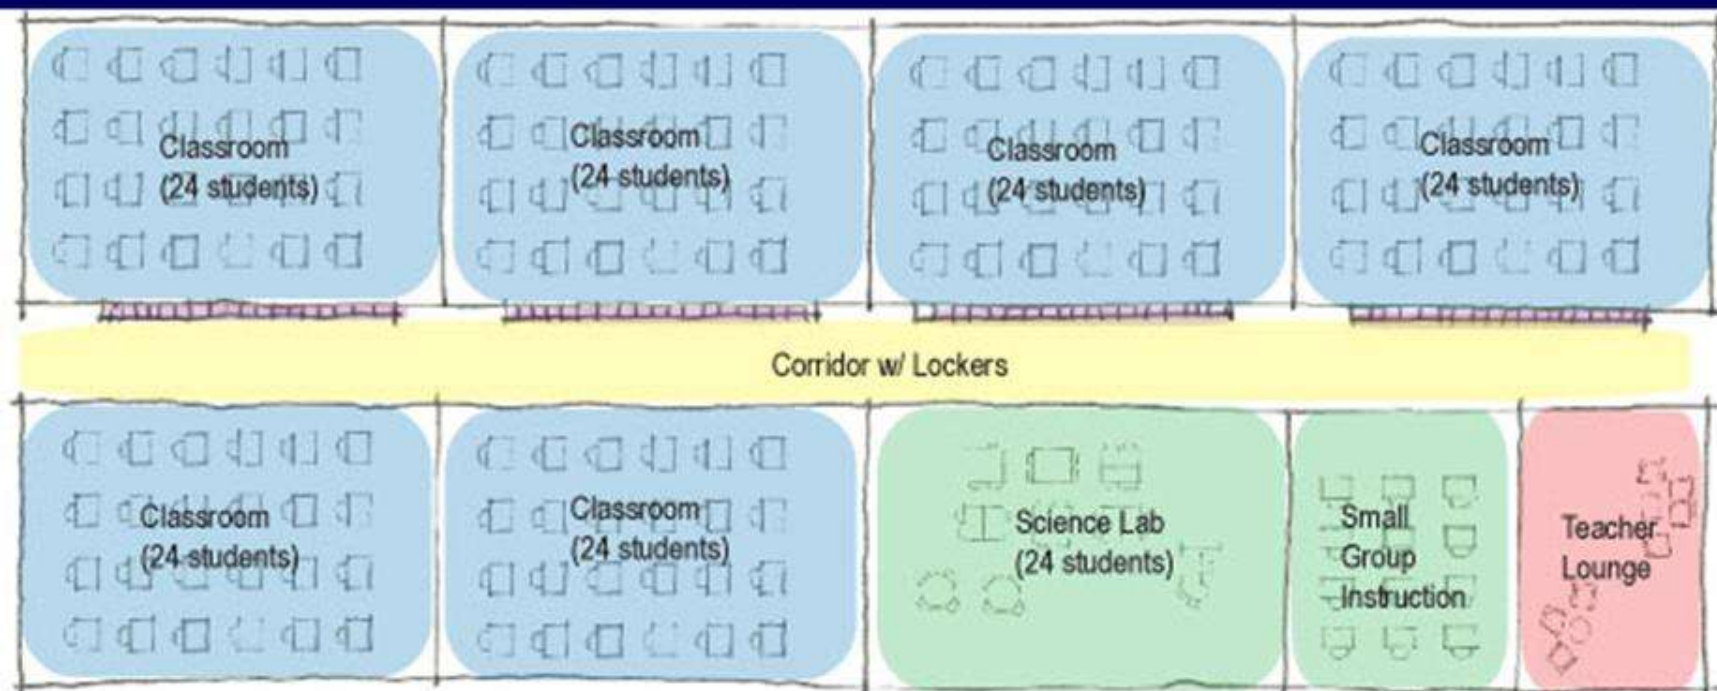 Classroom
(24 students)
Classroom
(24 students)
Classroom
(24 students)
Classroom
(24 students)
Corridor w/ Lockers
Classroom
(24 students)
Classroom
(24 students)
Science Lab
(24 students)
Small
Group
Instruction
Teacher
Lounge